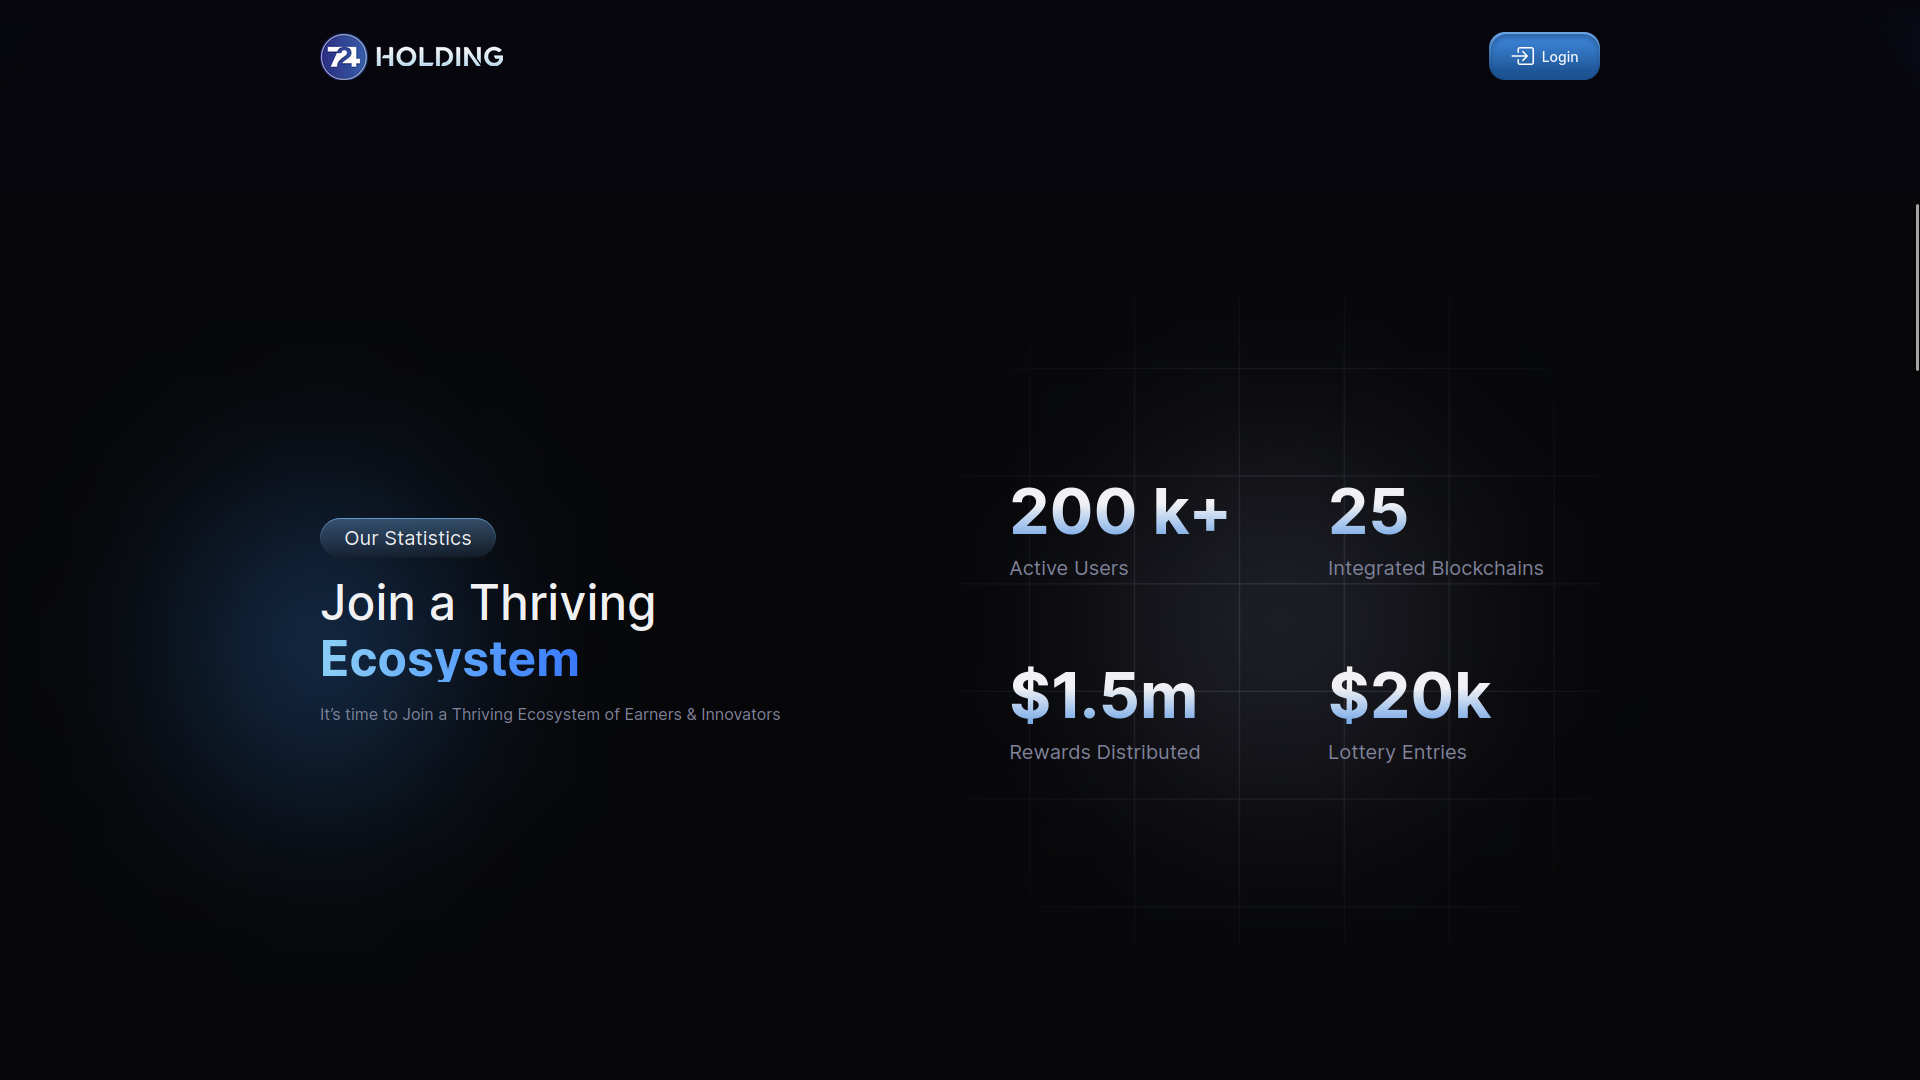 724 HOLDING
Login
Our Statistics
Join a Thriving
Ecosystem
It's time to Join a Thriving Ecosystem of Earners & Innovators
200 k+
Active Users
25
Integrated Blockchains
$1.5m
Rewards Distributed
$20k
Lottery Entries